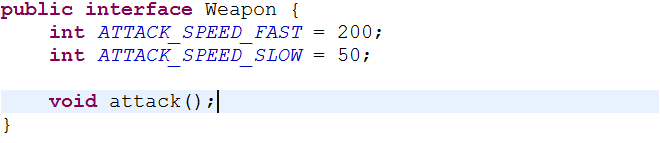 public interface Weapon {
    int ATTACK_SPEED_FAST = 200;
    int ATTACK_SPEED_SLOW = 50;
    void attack();
}